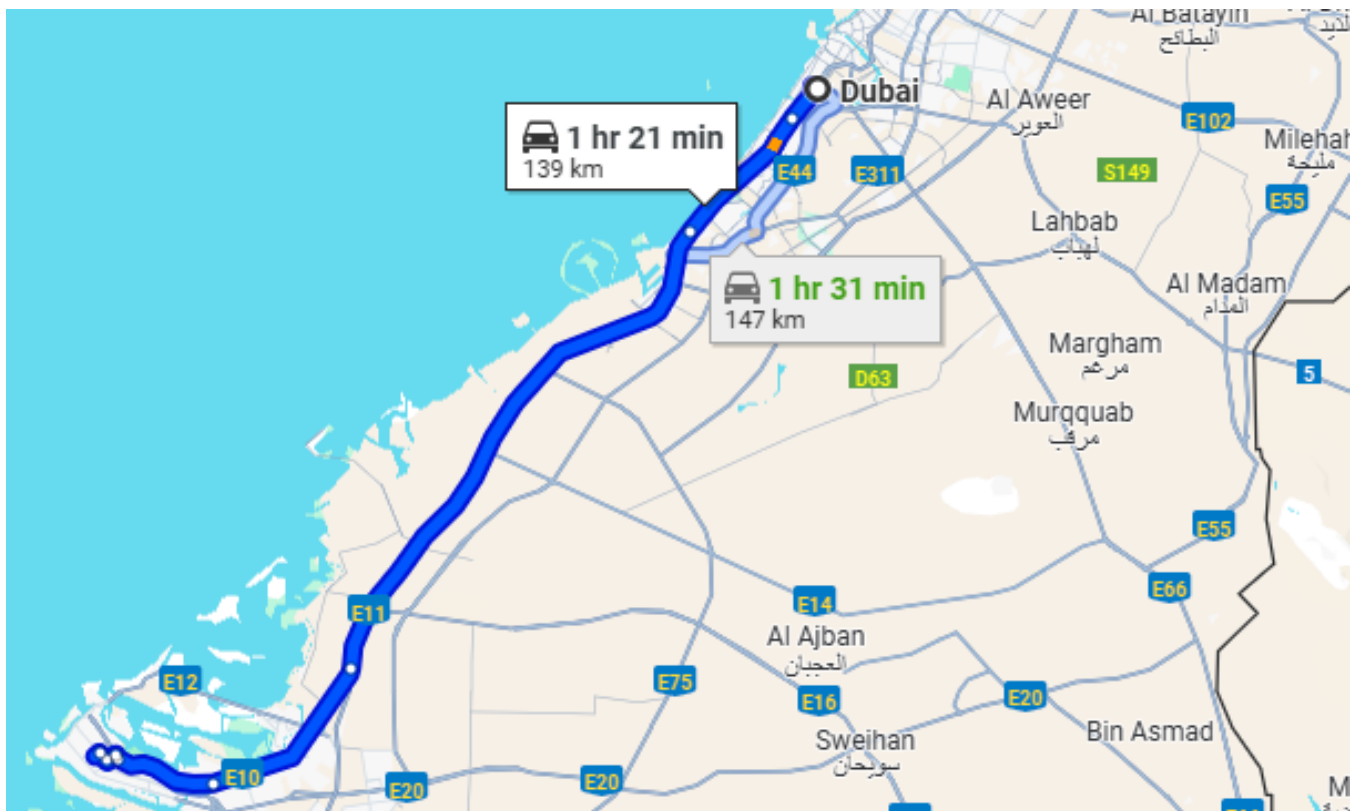 Al Batayih
البطائح
الذيد
Dubai
Al Aweer
العوير
E102
1 hr 21 min
139 km
Milehah
مليحة
E44
E311
S149
E55
Lahbab
لهباب
1 hr 31 min
147 km
Al Madam
المدام
Margham
مرغم
5
D63
Murqquab
مرقب
E55
E66
E14
E11
Al Ajban
العجبان
E12
E75
E16
E20
Bin Asmad
Sweihan
سويحان
E10
E20
E20